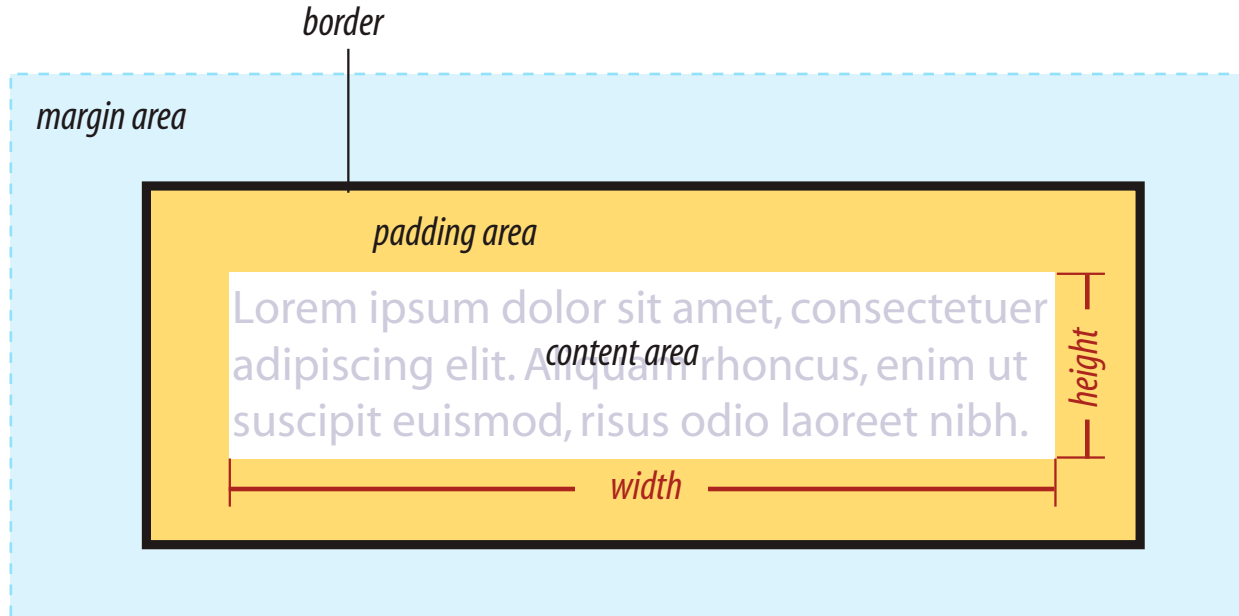 border
margin area
padding area
Lorem ipsum dolor sit amet, consectetuer
adipiscing elit. Aliquam rhoncus, enim ut
content area
suscipit euismod, risus odio laoreet nibh.
height
width